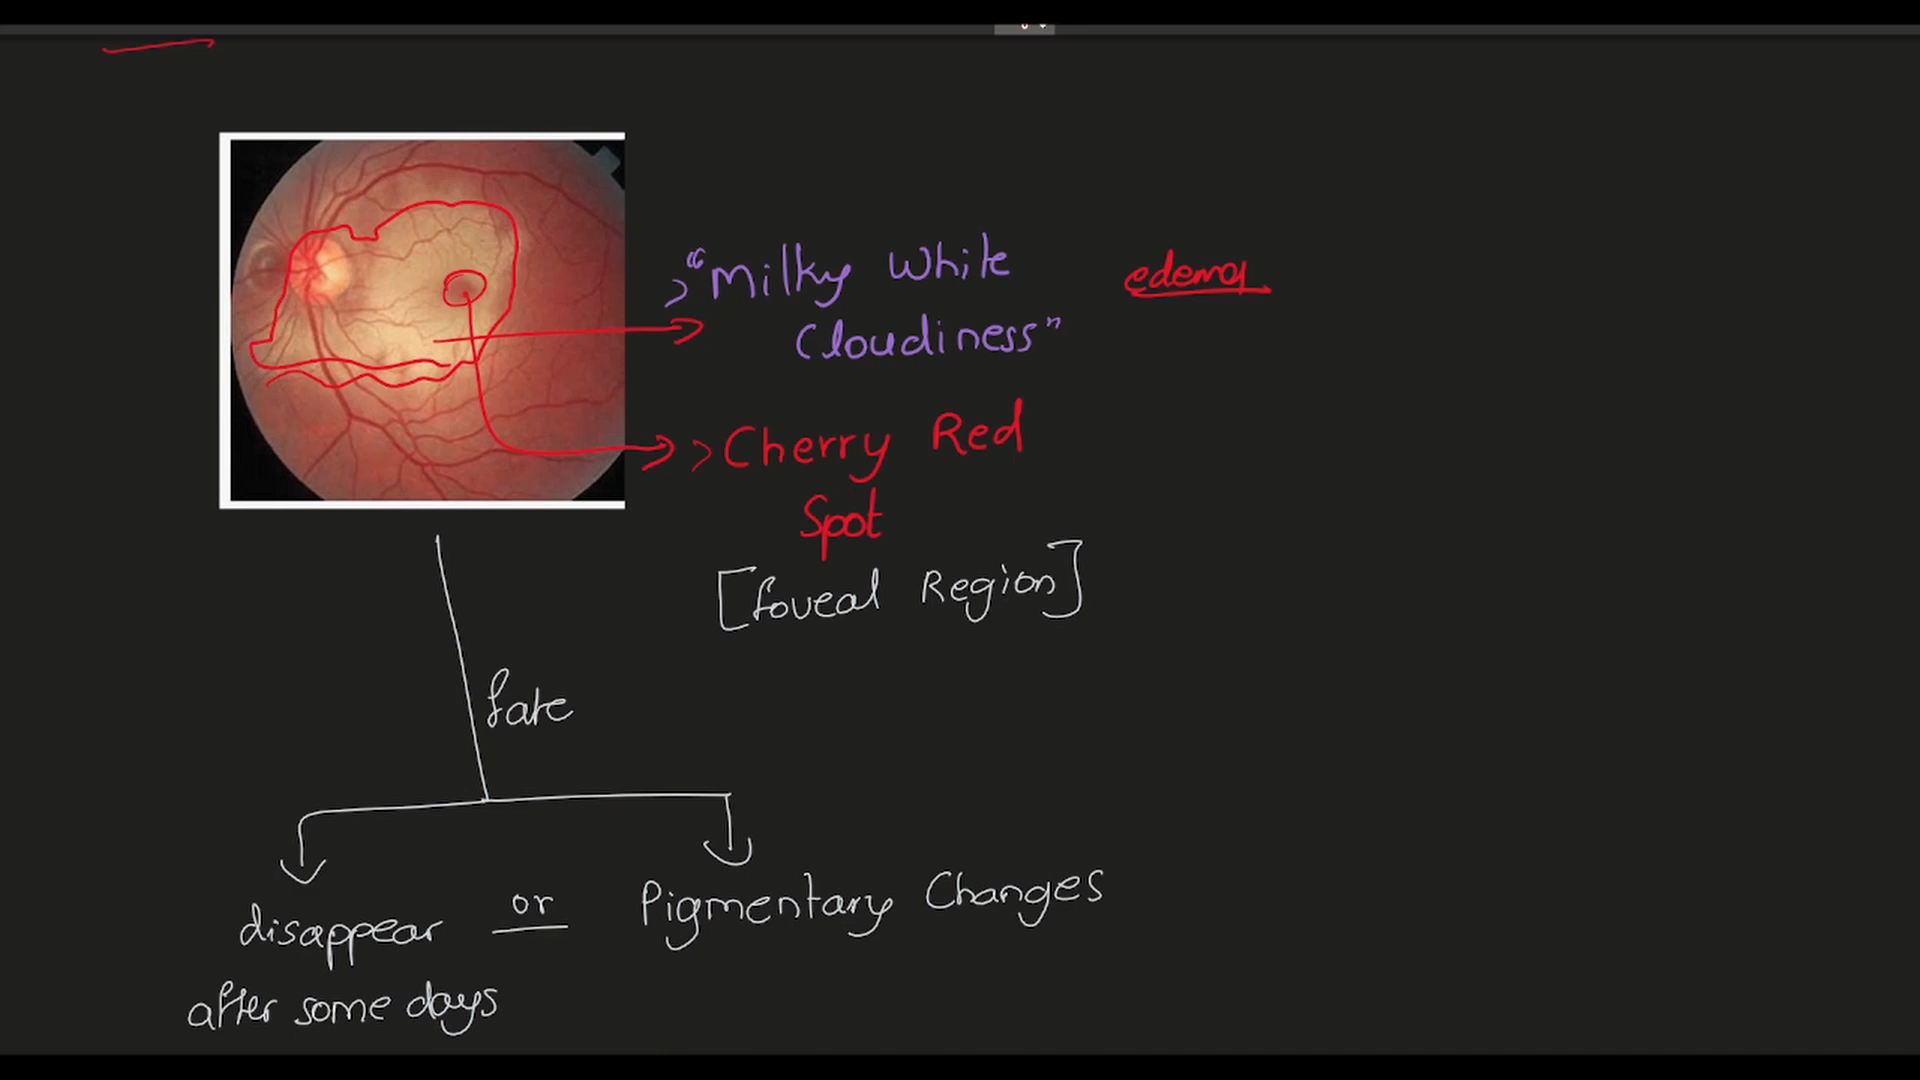 "Milky White
Cloudiness"
edema
Cherry Red
Spot
[foveal Region]
fate
disappear
after some days
or
Pigmentary Changes